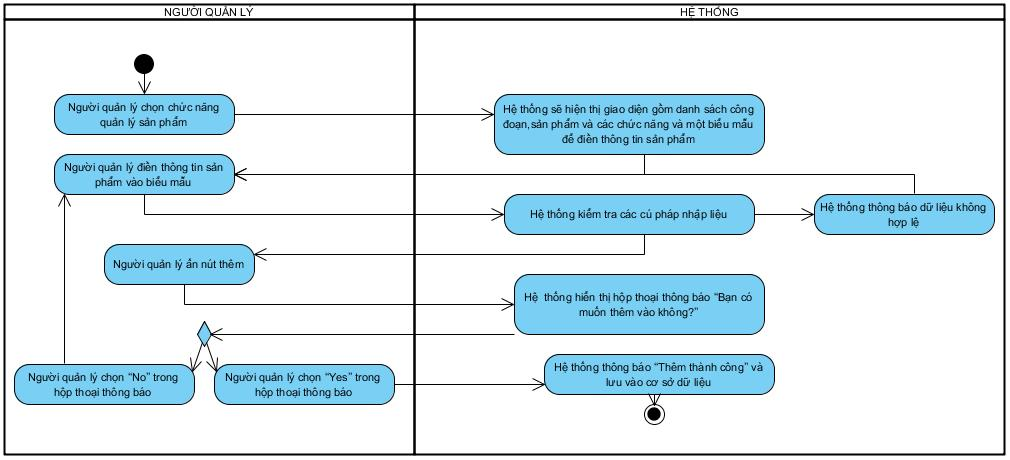 NGƯỜI QUẢN LÝ
HỆ THỐNG
Người quản lý chọn chức năng
quản lý sản phẩm
Hệ thống sẽ hiện thị giao diện gồm danh sách công
đoạn,sản phẩm và các chức năng và một biểu mẫu
để điền thông tin sản phẩm
Người quản lý điền thông tin sản
phẩm vào biểu mẫu
Hệ thống kiểm tra các cú pháp nhập liệu
Hệ thống thông báo dữ liệu không
hợp lệ
Người quản lý ấn nút thêm
Hệ thống hiển thị hộp thoại thông báo “Bạn có
muốn thêm vào không?”
Người quản lý chọn “No” trong
hộp thoại thông báo
Người quản lý chọn “Yes” trong
hộp thoại thông báo
Hệ thống thông báo “Thêm thành công” và
lưu vào cơ sở dữ liệu